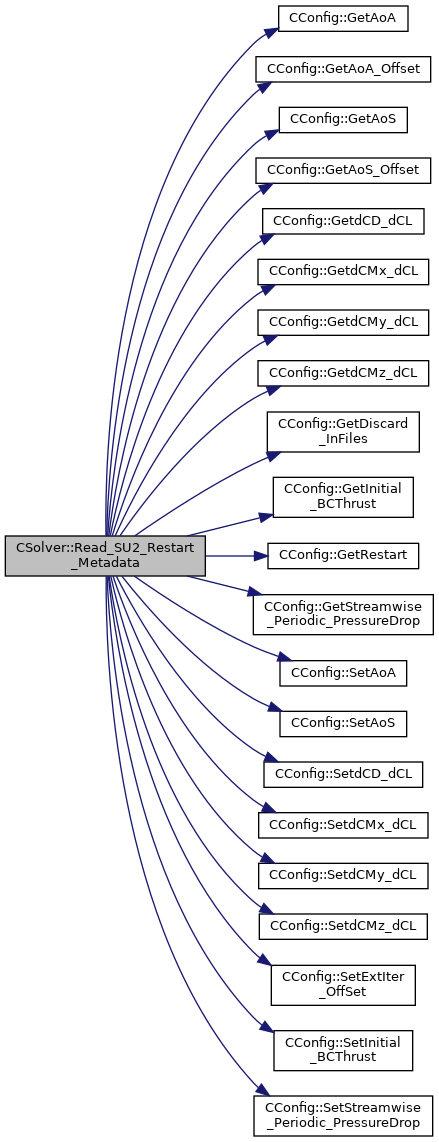 CConfig::GetAoA
CConfig::GetAoA_Offset
CConfig::GetAoS
CConfig::GetAoS_Offset
CConfig::GetdCD_dCL
CConfig::GetdCMx_dCL
CConfig::GetdCMy_dCL
CConfig::GetdCMz_dCL
CConfig::GetDiscard
_InFiles
CConfig::GetInitial
_BCThrust
CSolver::Read_SU2_Restart
_Metadata
CConfig::GetRestart
CConfig::GetStreamwise
_Periodic_PressureDrop
CConfig::SetAoA
CConfig::SetAoS
CConfig::SetdCD_dCL
CConfig::SetdCMx_dCL
CConfig::SetdCMy_dCL
CConfig::SetdCMz_dCL
CConfig::SetExtIter
_OffSet
CConfig::SetInitial
_BCThrust
CConfig::SetStreamwise
_Periodic_PressureDrop